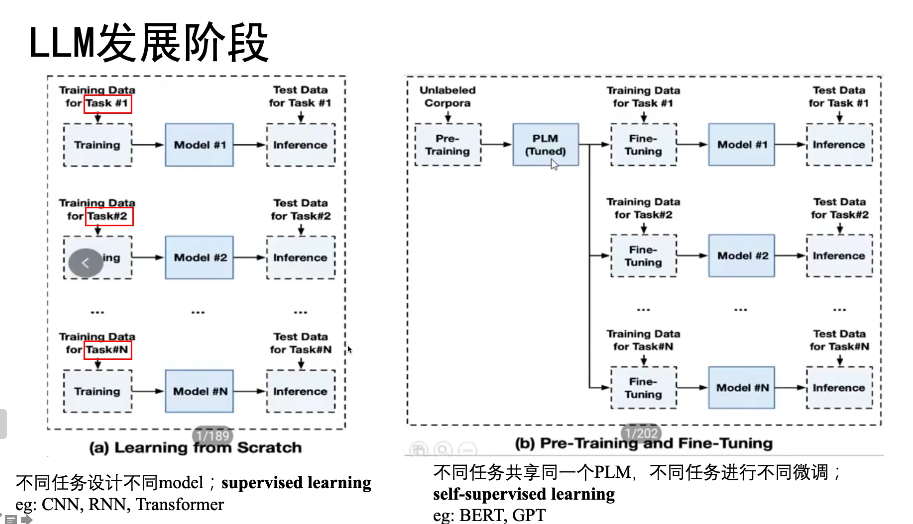 LLM发展阶段
Training Data
for Task #1
Test Data
for Task #1
Training
Model #1
Inference
Training Data
for Task#2
Test Data
for Task#2
ing
Model #2
Inference
...
...
...
Training Data
for Task#N
Test Data
for Task#N
Training
Model #N
Inference
1/189
(a) Learning from Scratch
不同任务设计不同model；supervised learning
eg: CNN, RNN, Transformer
Unlabeled
Corpora
Training Data
for Task #1
Test Data
for Task #1
Pre-
Training
PLM
(Tuned)
Fine-
Tuning
Model #1
Inference
Training Data
for Task#2
Test Data
for Task#2
Fine-
Tuning
Model #2
Inference
...
...
...
Training Data
for Task#N
Test Data
for Task#N
Fine-
Tuning
Model #N
Inference
1/202
(b) Pre-Training and Fine-Tuning
不同任务共享同一个PLM，不同任务进行不同微调；
self-supervised learning
eg: BERT, GPT